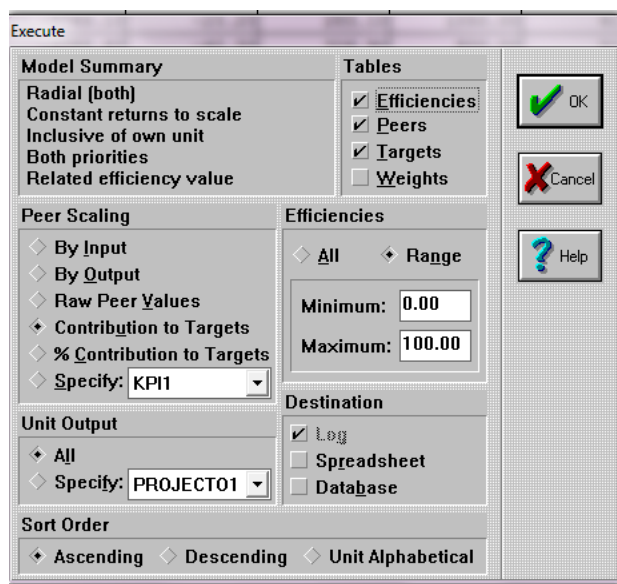 Execute
Model Summary
Radial (both)
Constant returns to scale
Inclusive of own unit
Both priorities
Related efficiency value
Tables
Efficiencies
Peers
Targets
Weights
OK
Cancel
Help
Peer Scaling
By Input
By Output
Raw Peer Values
Contribution to Targets
% Contribution to Targets
Specify: KPI1
Efficiencies
All Range
Minimum: 0.00
Maximum: 100.00
Unit Output
All
Specify: PROJECTO1
Destination
Log
Spreadsheet
Database
Sort Order
Ascending Descending Unit Alphabetical